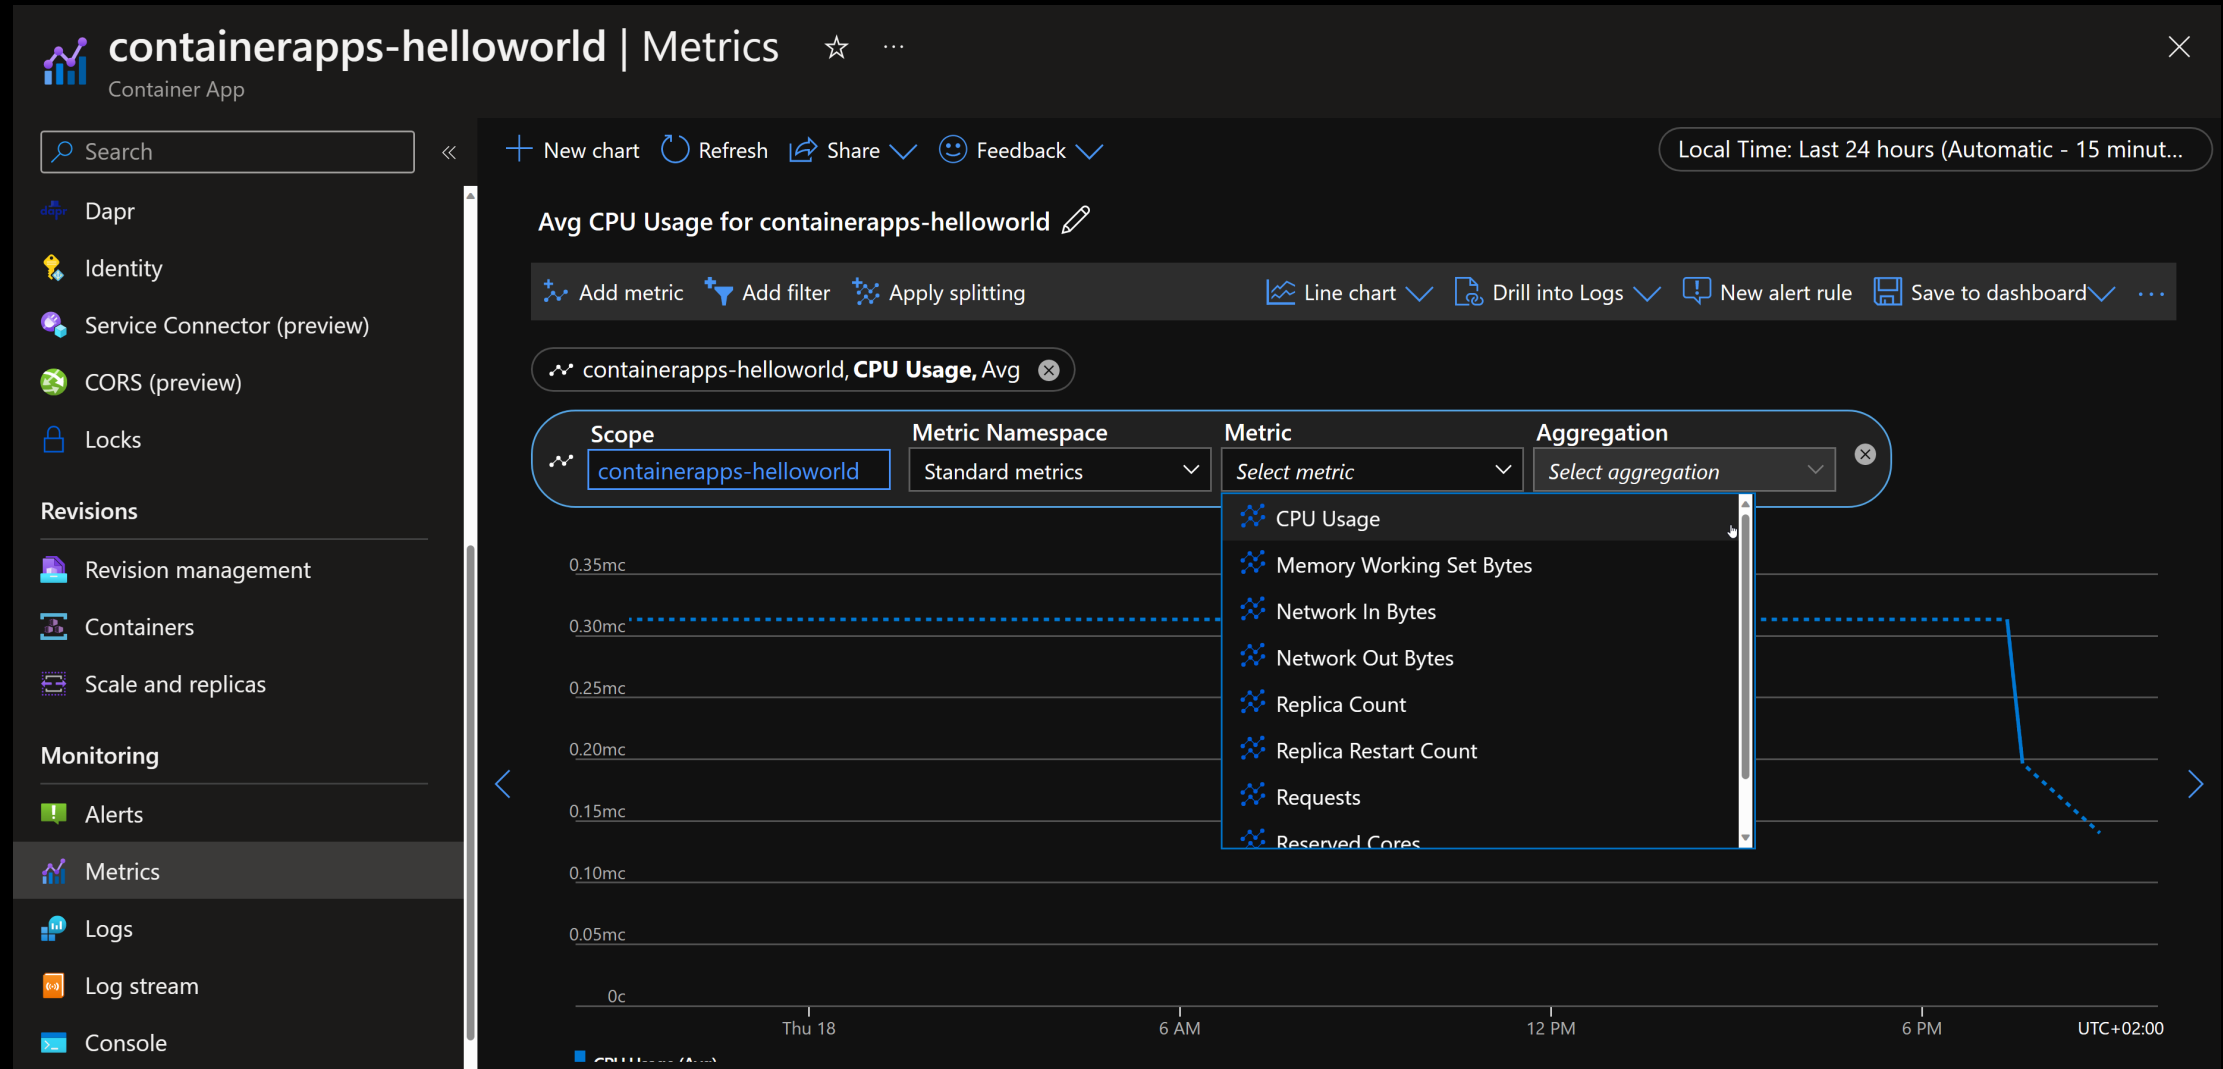 containerapps-helloworld | Metrics
Container App
Search
Dapr
Identity
Service Connector (preview)
CORS (preview)
Locks
Revisions
Revision management
Containers
Scale and replicas
Monitoring
Alerts
Metrics
Logs
Log stream
Console
New chart Refresh Share Feedback
Local Time: Last 24 hours (Automatic - 15 minut...
Avg CPU Usage for containerapps-helloworld
Add metric Add filter Apply splitting Line chart Drill into Logs New alert rule Save to dashboard
containerapps-helloworld, CPU Usage, Avg
Scope Metric Namespace Metric Aggregation
containerapps-helloworld Standard metrics Select metric Select aggregation
CPU Usage
Memory Working Set Bytes
Network In Bytes
Network Out Bytes
Replica Count
Replica Restart Count
Requests
Reserved Cores
0.35mc
0.30mc
0.25mc
0.20mc
0.15mc
0.10mc
0.05mc
0c
Thu 18 6 AM 12 PM 6 PM UTC+02:00
CPU Usage (Avg)